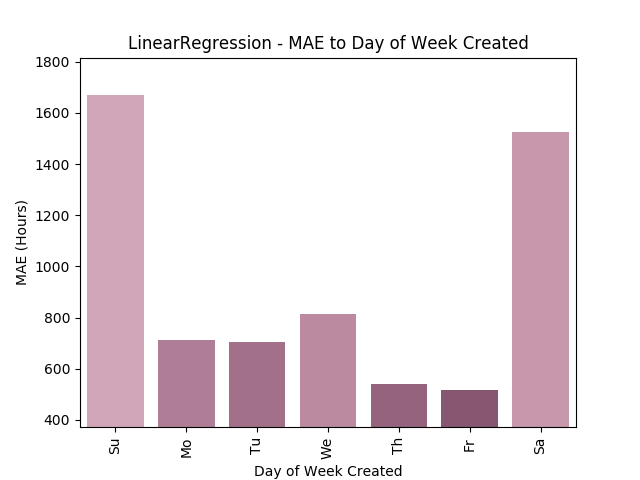 LinearRegression - MAE to Day of Week Created
1800
1600
1400
1200
1000
800
600
400
MAE (Hours)
Su
Mo
Tu
We
Th
Fr
Sa
Day of Week Created